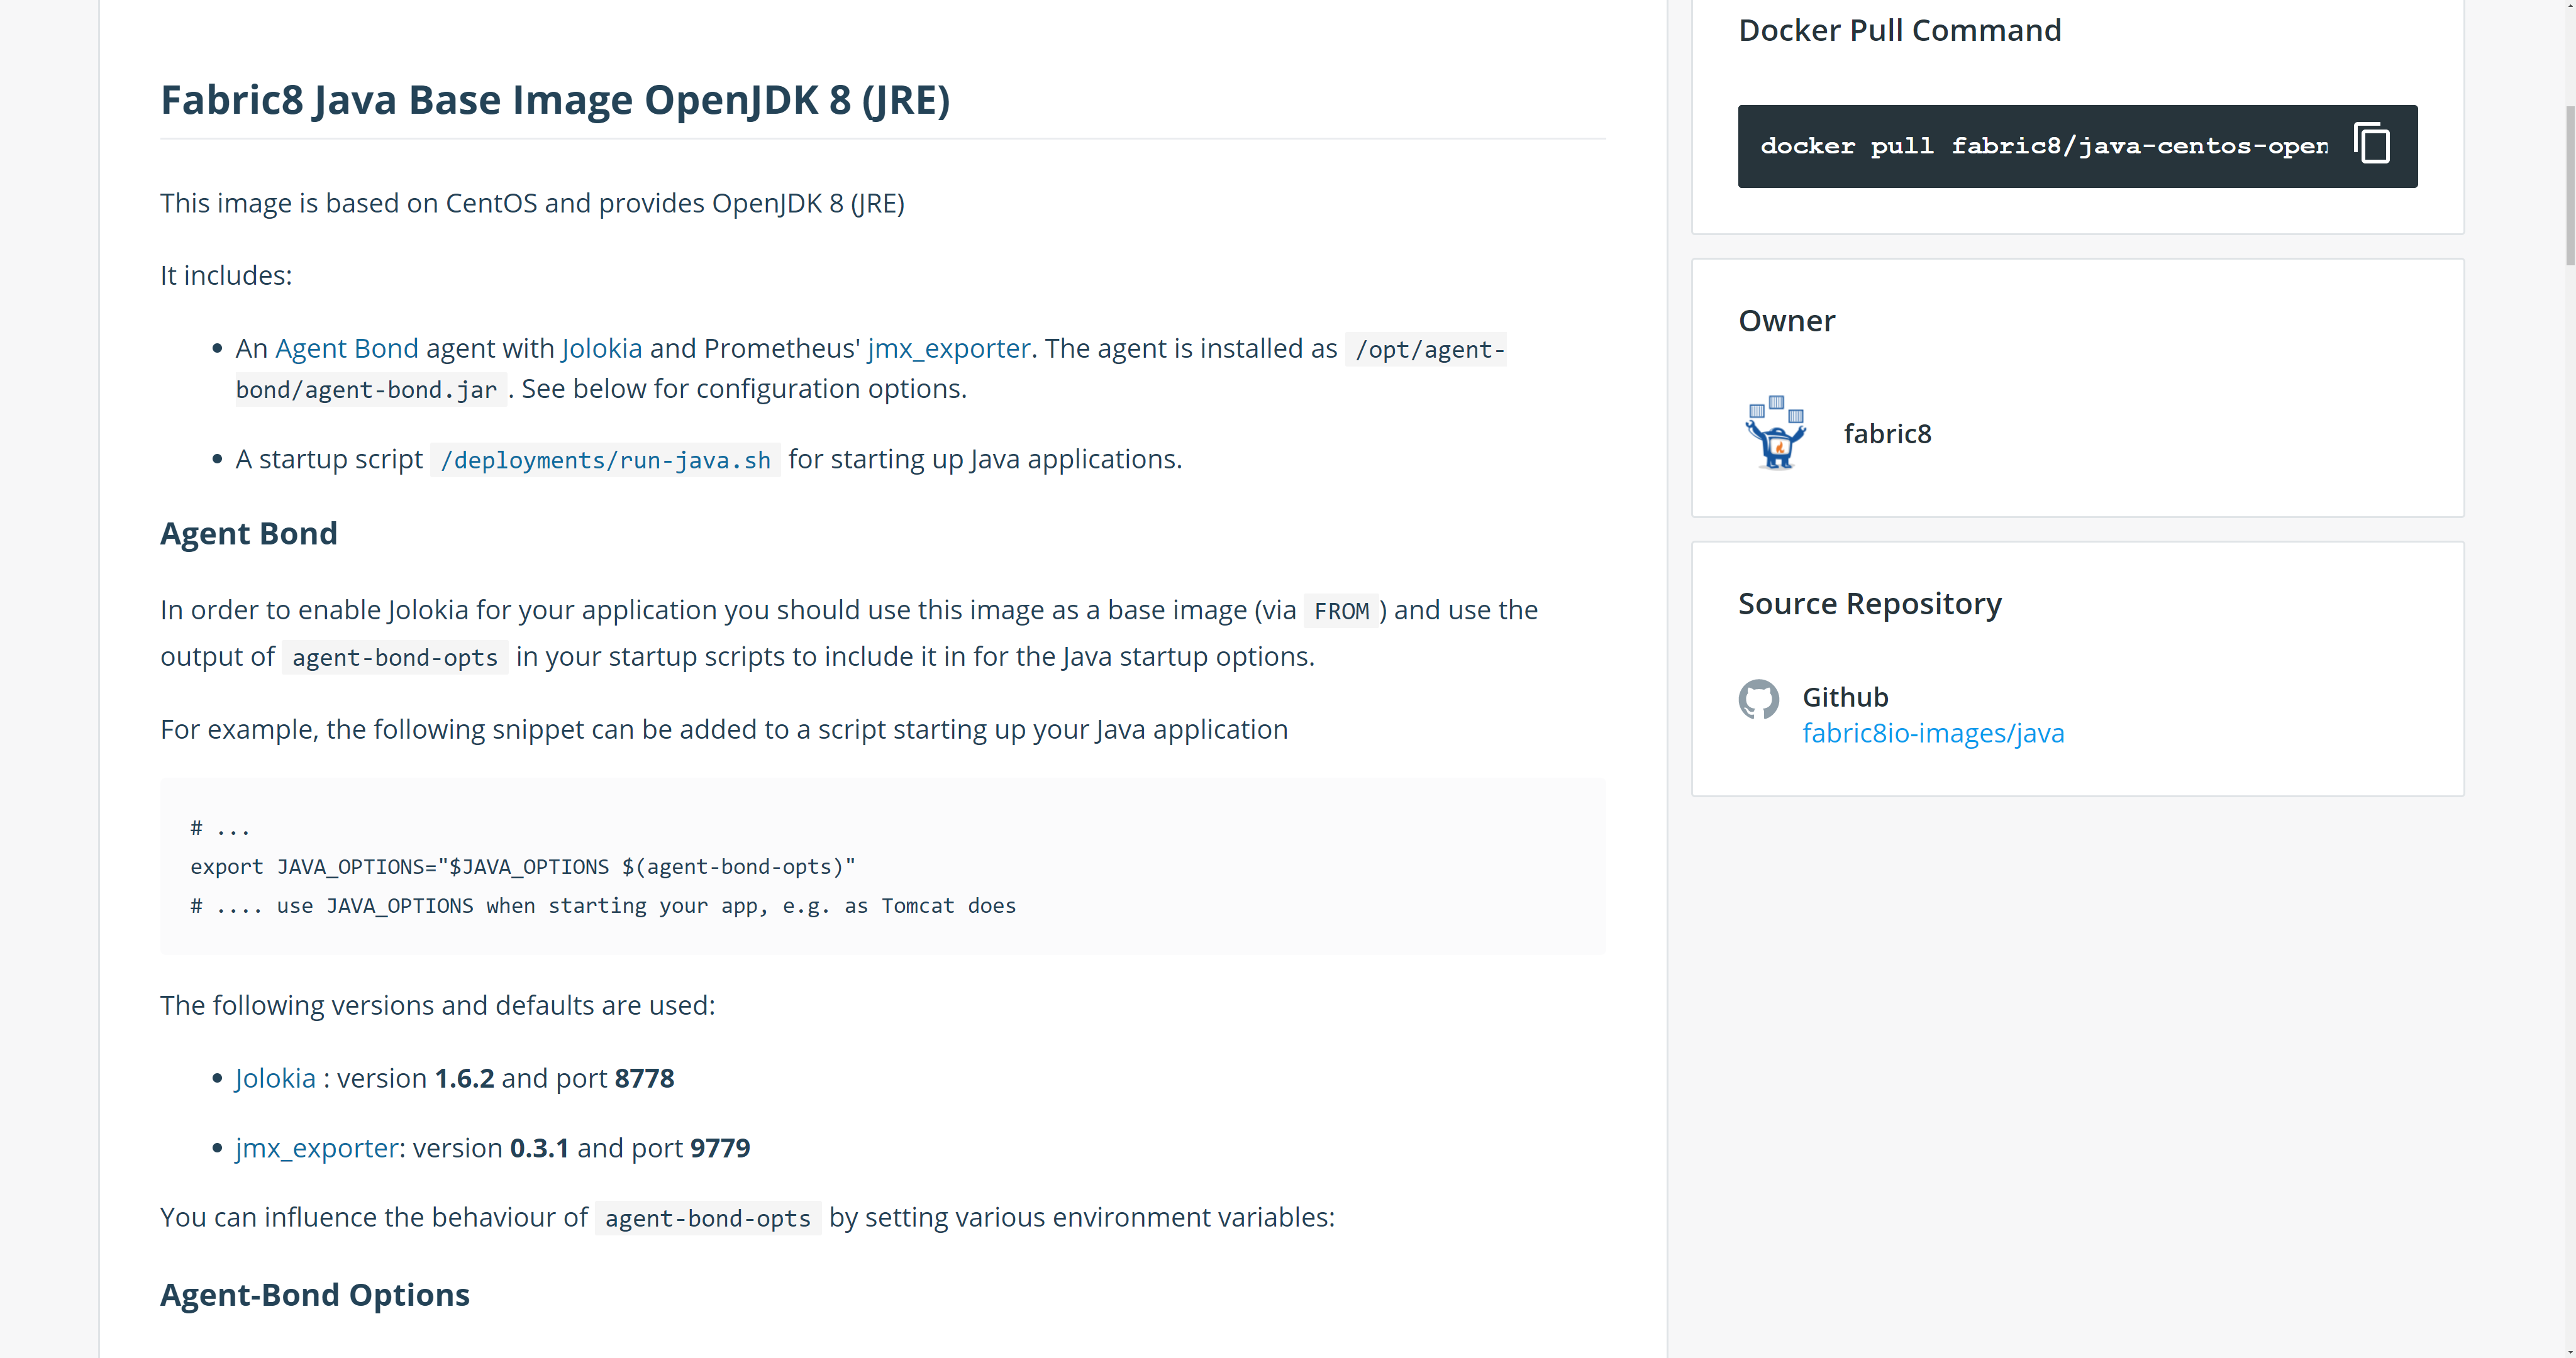 Fabric8 Java Base Image OpenJDK 8 (JRE)
This image is based on CentOS and provides OpenJDK 8 (JRE)
It includes:
An Agent Bond agent with Jolokia and Prometheus' jmx_exporter. The agent is installed as /opt/agent-
bond/agent-bond.jar . See below for configuration options.
A startup script /deployments/run-java.sh for starting up Java applications.
Agent Bond
In order to enable Jolokia for your application you should use this image as a base image (via FROM ) and use the
output of agent-bond-opts in your startup scripts to include it in for the Java startup options.
For example, the following snippet can be added to a script starting up your Java application
# ...
export JAVA_OPTIONS="$JAVA_OPTIONS $(agent-bond-opts)"
# .... use JAVA_OPTIONS when starting your app, e.g. as Tomcat does
The following versions and defaults are used:
Jolokia : version 1.6.2 and port 8778
jmx_exporter: version 0.3.1 and port 9779
You can influence the behaviour of agent-bond-opts by setting various environment variables:
Agent-Bond Options
Docker Pull Command
docker pull fabric8/java-centos-open
Owner
fabric8
Source Repository
Github
fabric8io-images/java